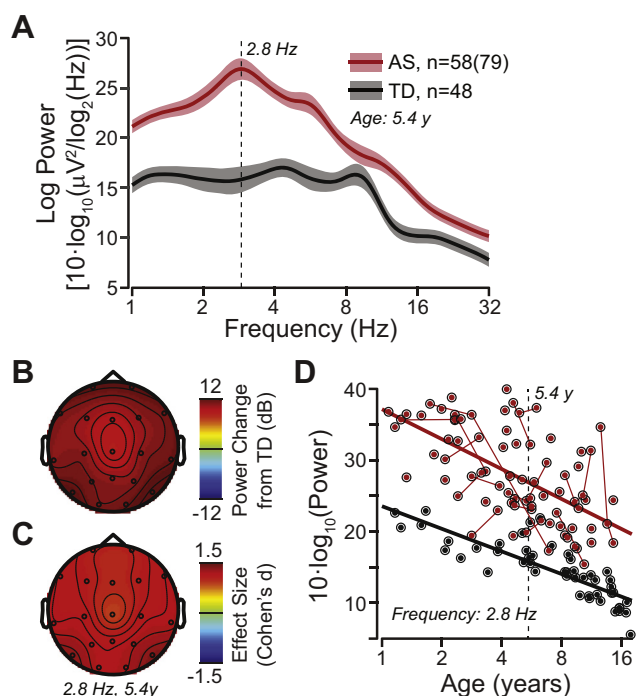 A
2.8 Hz
AS, n=58(79)
TD, n=48
Age: 5.4 y
Log Power
[10·log₁₀(μV²/log₂(Hz))]
30
25
20
15
10
5
1
2
4
8
16
32
Frequency (Hz)
B
12
-12
Power Change
from TD (dB)
C
1.5
-1.5
Effect Size
(Cohen's d)
2.8 Hz, 5.4y
D
5.4 y
10·log₁₀(Power)
40
30
20
10
Frequency: 2.8 Hz
1
2
4
8
16
Age (years)